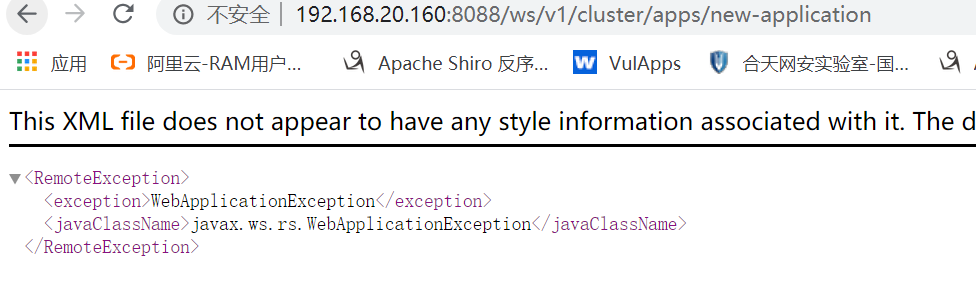 不安全 | 192.168.20.160:8088/ws/v1/cluster/apps/new-application
应用 阿里云-RAM用户... Apache Shiro 反序... VulApps 合天网安实验室-国...
This XML file does not appear to have any style information associated with it. The d
▼<RemoteException>
<exception>WebApplicationException</exception>
<javaClassName>javax.ws.rs.WebApplicationException</javaClassName>
</RemoteException>